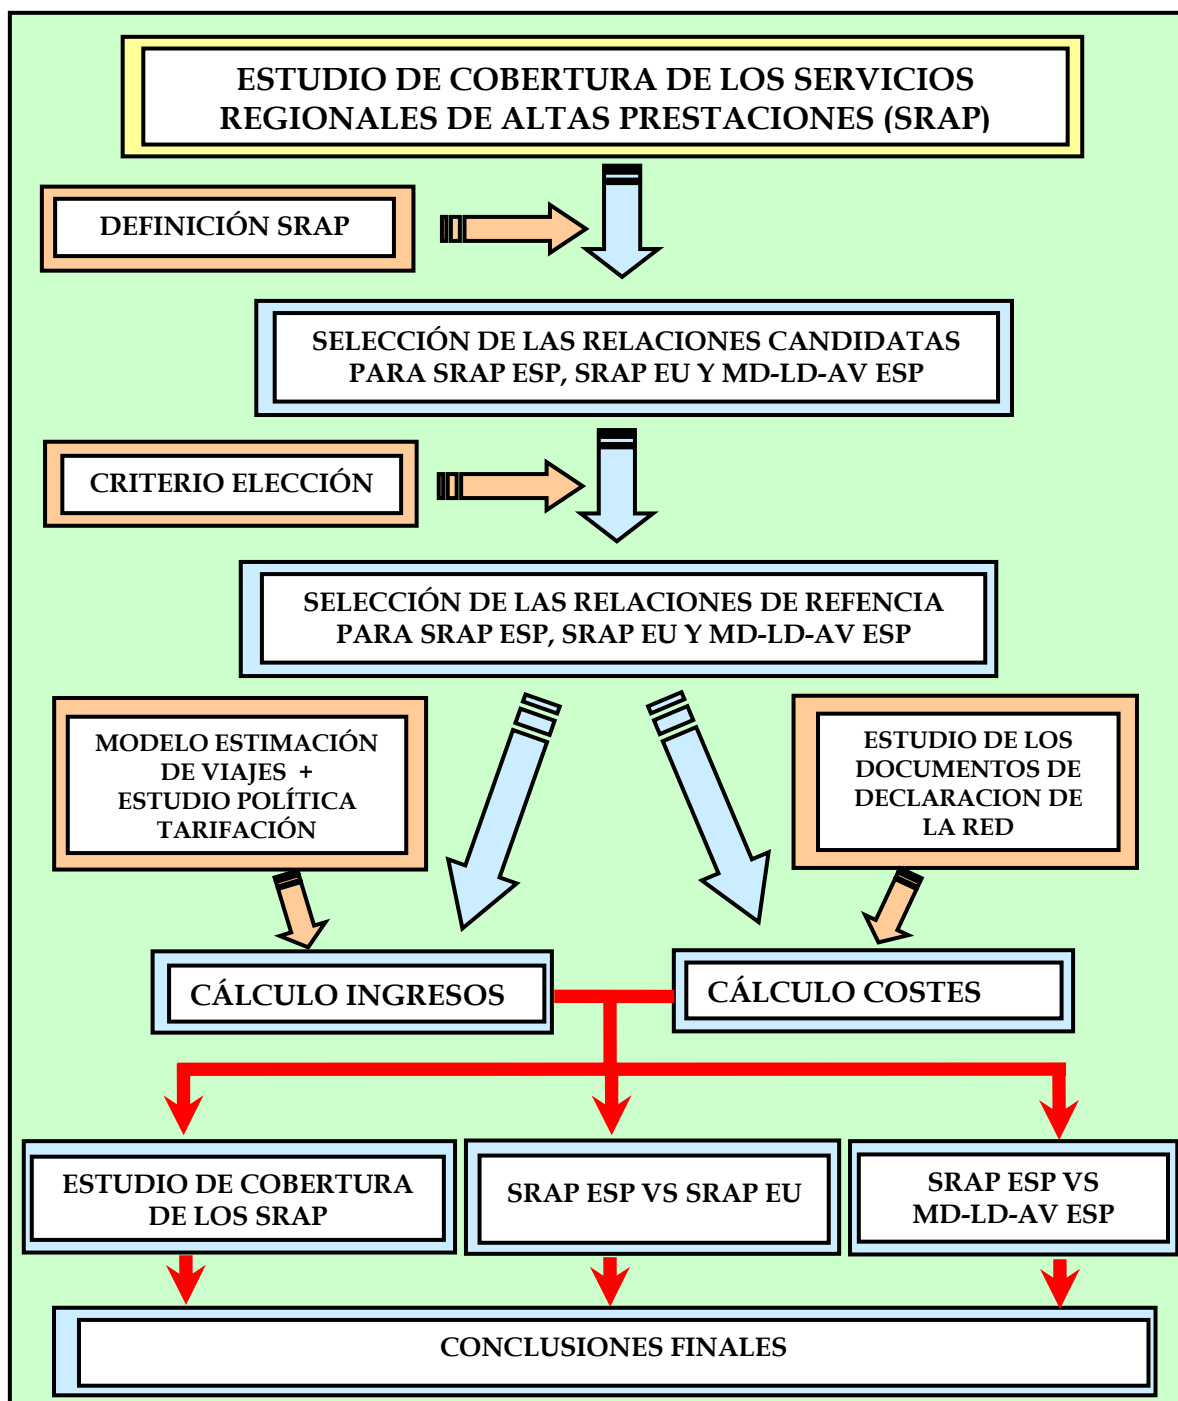 ESTUDIO DE COBERTURA DE LOS SERVICIOS
REGIONALES DE ALTAS PRESTACIONES (SRAP)
DEFINICIÓN SRAP
SELECCIÓN DE LAS RELACIONES CANDIDATAS
PARA SRAP ESP, SRAP EU Y MD-LD-AV ESP
CRITERIO ELECCIÓN
SELECCIÓN DE LAS RELACIONES DE REFENCIA
PARA SRAP ESP, SRAP EU Y MD-LD-AV ESP
MODELO ESTIMACIÓN
DE VIAJES +
ESTUDIO POLÍTICA
TARIFACIÓN
ESTUDIO DE LOS
DOCUMENTOS DE
DECLARACION DE
LA RED
CÁLCULO INGRESOS
CÁLCULO COSTES
ESTUDIO DE COBERTURA
DE LOS SRAP
SRAP ESP VS SRAP EU
SRAP ESP VS
MD-LD-AV ESP
CONCLUSIONES FINALES